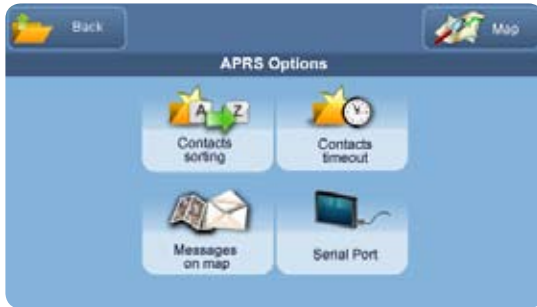 Back
Map
APRS Options
A Z
Contacts
sorting
Contacts
timeout
Messages
on map
Serial Port